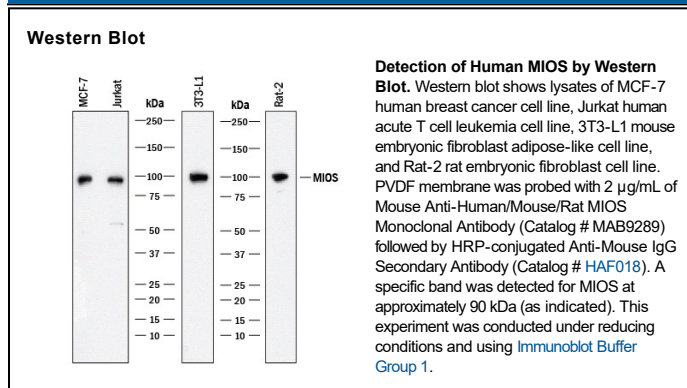 Western Blot
MCF-7
Jurkat
kDa
3T3-L1
kDa
Rat-2
250
150
100
75
50
37
25
20
15
10
250
150
100
75
50
37
25
20
15
10
MIOS
Detection of Human MIOS by Western
Blot. Western blot shows lysates of MCF-7
human breast cancer cell line, Jurkat human
acute T cell leukemia cell line, 3T3-L1 mouse
embryonic fibroblast adipose-like cell line,
and Rat-2 rat embryonic fibroblast cell line.
PVDF membrane was probed with 2 µg/mL of
Mouse Anti-Human/Mouse/Rat MIOS
Monoclonal Antibody (Catalog # MAB9289)
followed by HRP-conjugated Anti-Mouse IgG
Secondary Antibody (Catalog # HAF018). A
specific band was detected for MIOS at
approximately 90 kDa (as indicated). This
experiment was conducted under reducing
conditions and using Immunoblot Buffer
Group 1.